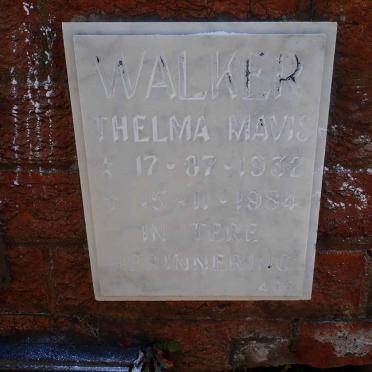 WALKER
THELMA MAVIS
* 17-07-1932
* 15-11-1984
IN TERE
HERINNERING